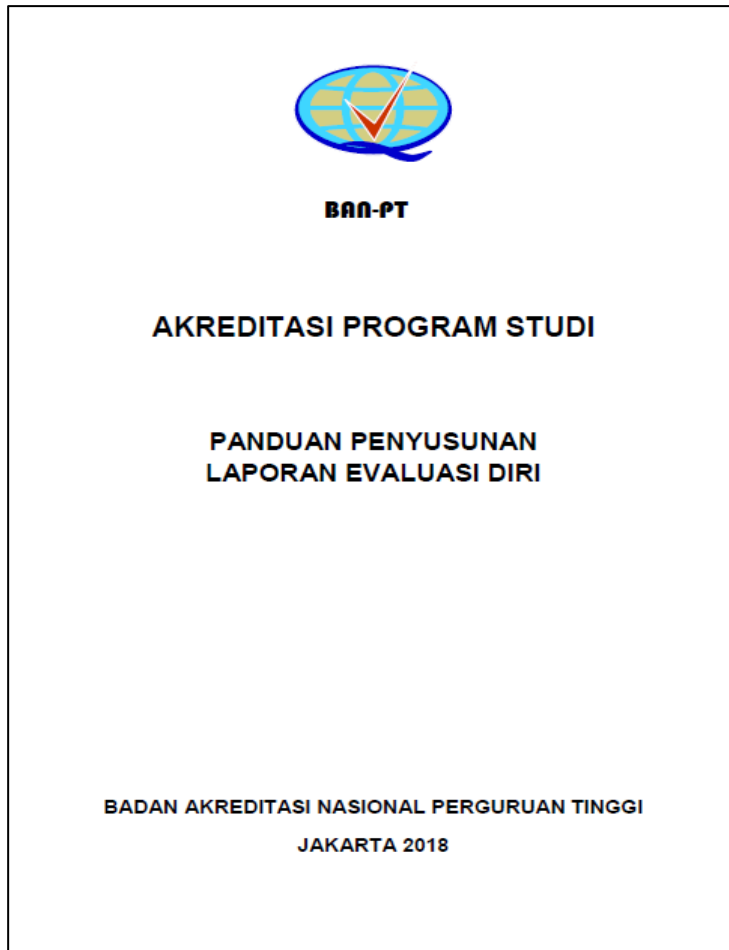 BAN-PT
AKREDITASI PROGRAM STUDI
PANDUAN PENYUSUNAN
LAPORAN EVALUASI DIRI
BADAN AKREDITASI NASIONAL PERGURUAN TINGGI
JAKARTA 2018